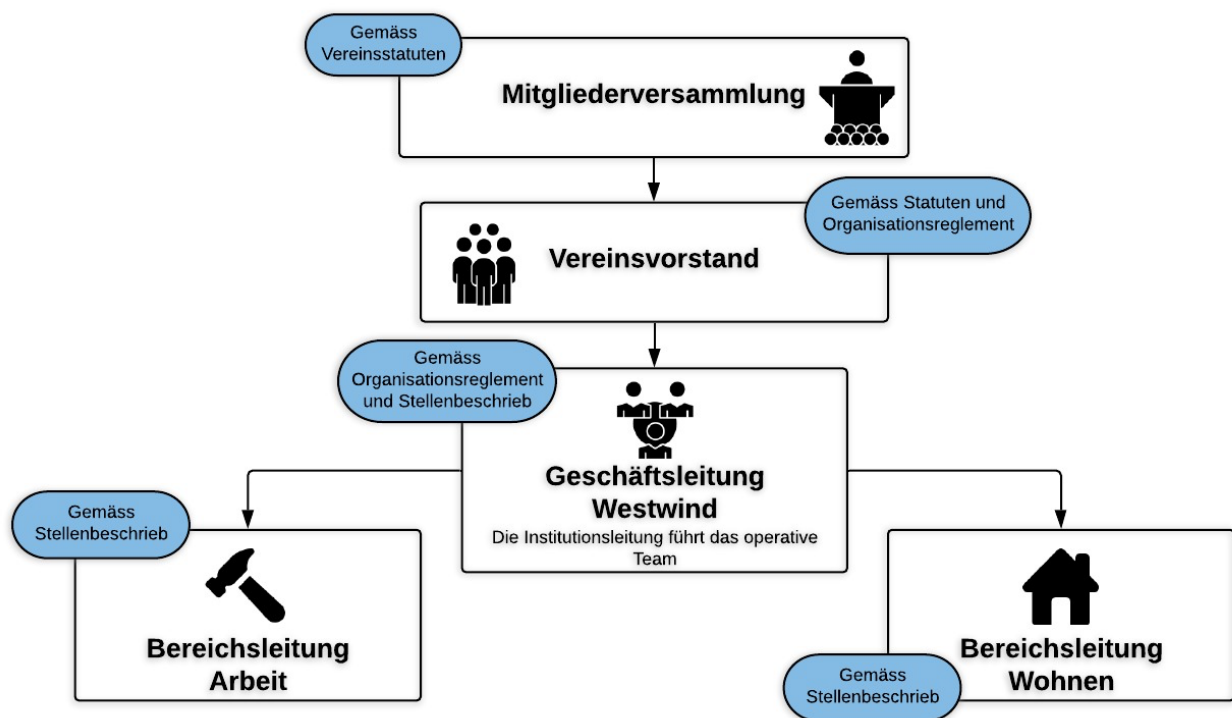 Gemäss
Vereinsstatuten
Mitgliederversammlung
Gemäss Statuten und
Organisationsreglement
Vereinsvorstand
Gemäss
Organisationsreglement
und Stellenbeschrieb
Geschäftsleitung
Westwind
Die Institutionsleitung führt das operative
Team
Gemäss
Stellenbeschrieb
Bereichsleitung
Arbeit
Bereichsleitung
Wohnen
Gemäss
Stellenbeschrieb